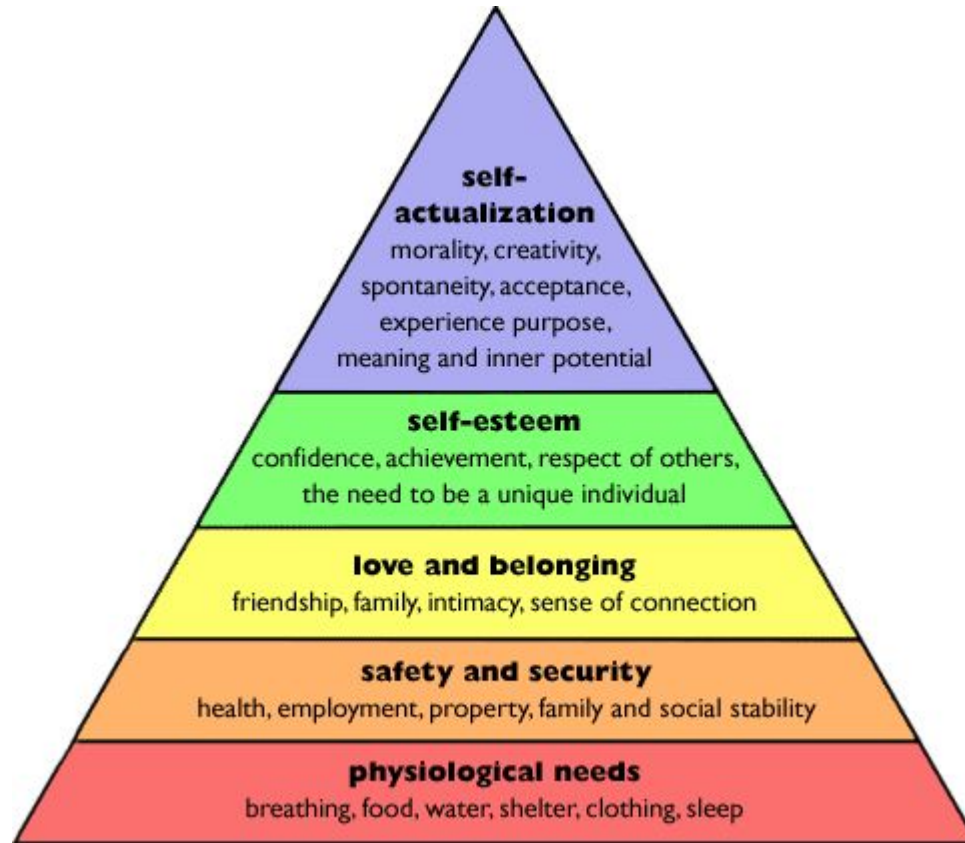 self-
actualization
morality, creativity,
spontaneity, acceptance,
experience purpose,
meaning and inner potential
self-esteem
confidence, achievement, respect of others,
the need to be a unique individual
love and belonging
friendship, family, intimacy, sense of connection
safety and security
health, employment, property, family and social stability
physiological needs
breathing, food, water, shelter, clothing, sleep